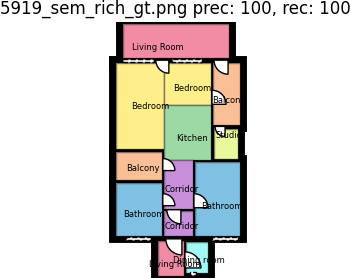 5919_sem_rich_gt.png prec: 100, rec: 100
Living Room
Bedroom
Bedroom
Balcony
Kitchen
Studio
Balcony
Corridor
Bathroom
Bathroom
Corridor
Living Room
Dining room